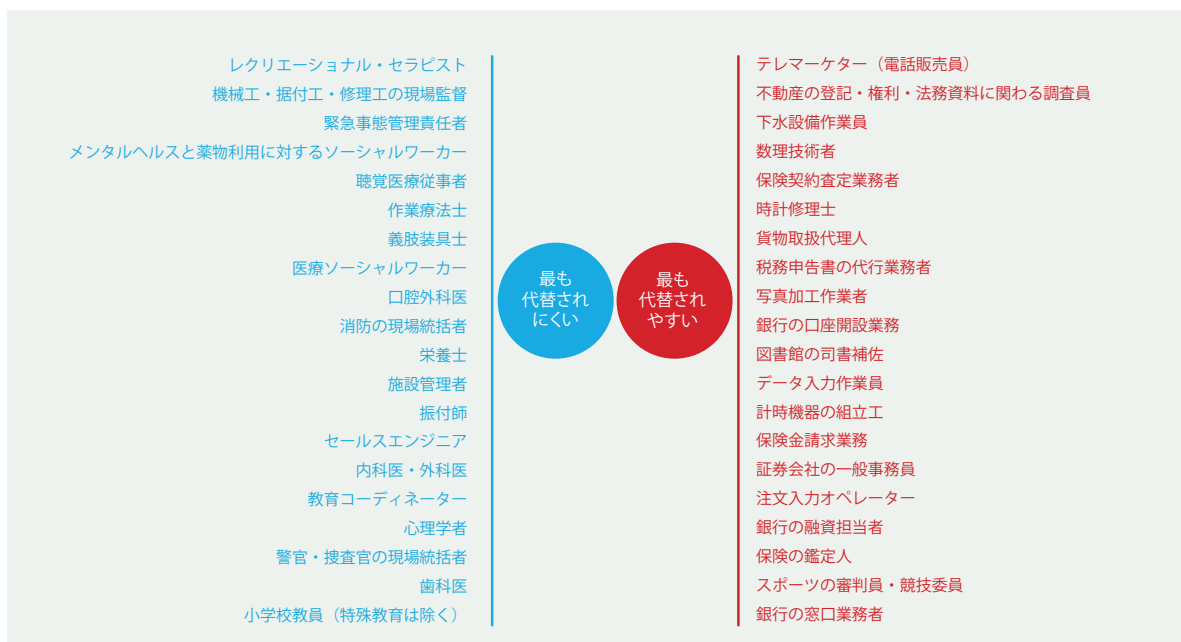 レクリエーショナル・セラピスト
機械工・据付工・修理工の現場監督
緊急事態管理責任者
メンタルヘルスと薬物利用に対するソーシャルワーカー
聴覚医療従事者
作業療法士
義肢装具士
医療ソーシャルワーカー
口腔外科医
消防の現場統括者
栄養士
施設管理者
振付師
セールスエンジニア
内科医・外科医
教育コーディネーター
心理学者
警官・捜査官の現場統括者
歯科医
小学校教員（特殊教育は除く）
最も
代替され
にくい
最も
代替され
やすい
テレマーケター（電話販売員）
不動産の登記・権利・法務資料に関わる調査員
下水設備作業員
数理技術者
保険契約査定業務者
時計修理士
貨物取扱代理人
税務申告書の代行業務者
写真加工作業者
銀行の口座開設業務
図書館の司書補佐
データ入力作業員
計時機器の組立工
保険金請求業務
証券会社の一般事務員
注文入力オペレーター
銀行の融資担当者
保険の鑑定人
スポーツの審判員・競技委員
銀行の窓口業務者